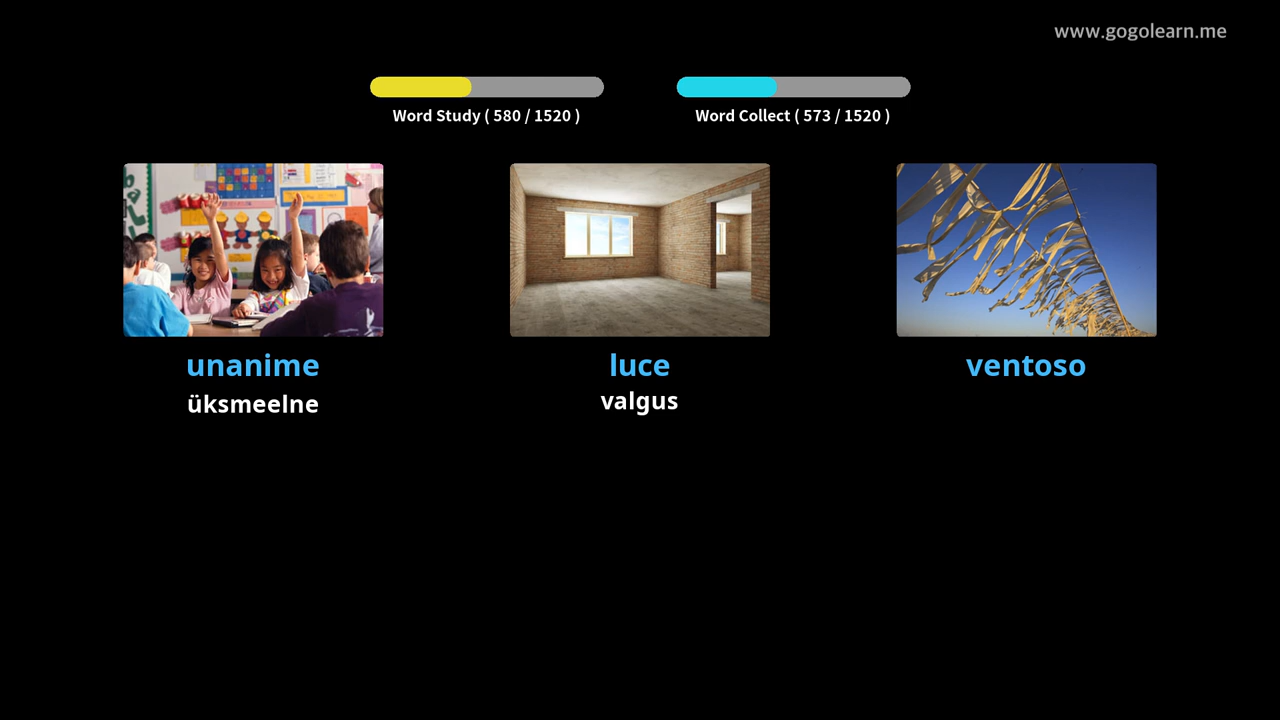 www.gogolearn.me
Word Study ( 580 / 1520 )
Word Collect ( 573 / 1520 )
unanime
luce
ventoso
üksmeelne
valgus